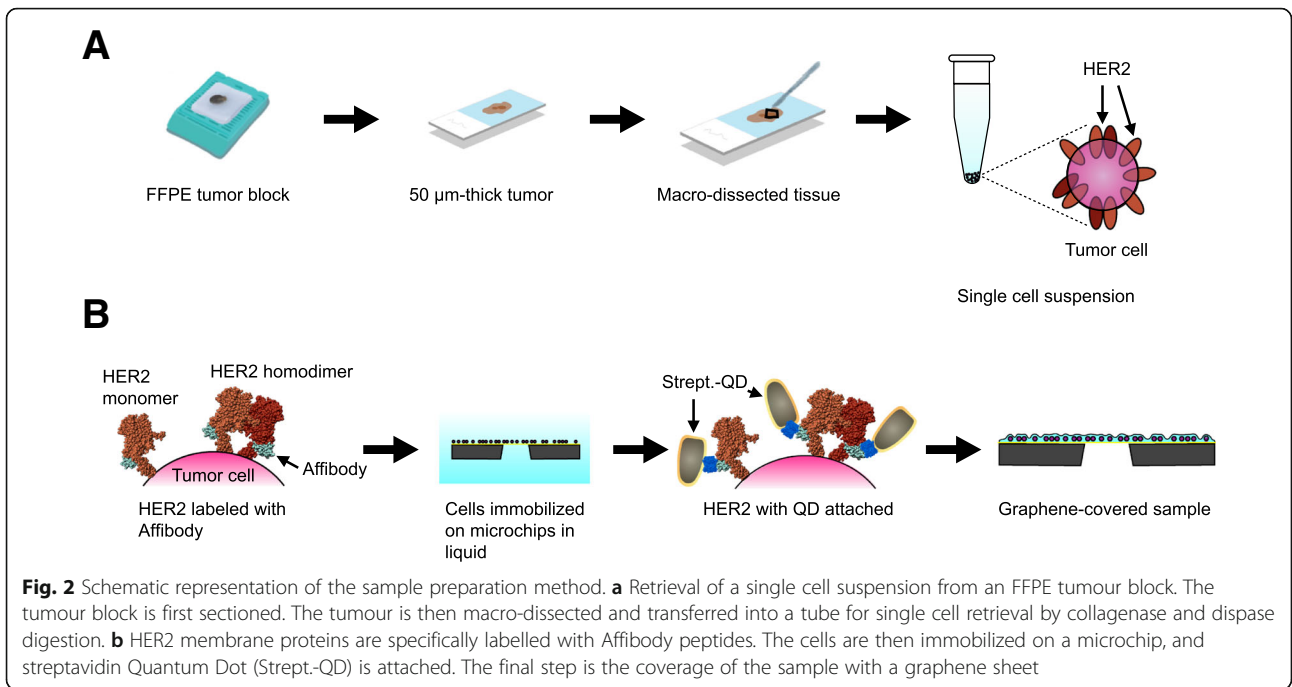 A
HER2
FFPE tumor block
50 µm-thick tumor
Macro-dissected tissue
Tumor cell
Single cell suspension
B
HER2
monomer
HER2 homodimer
Affibody
Tumor cell
HER2 labeled with
Affibody
Cells immobilized
on microchips in
liquid
Strept.-QD
HER2 with QD attached
Graphene-covered sample
Fig. 2 Schematic representation of the sample preparation method. a Retrieval of a single cell suspension from an FFPE tumour block. The
tumour block is first sectioned. The tumour is then macro-dissected and transferred into a tube for single cell retrieval by collagenase and dispase
digestion. b HER2 membrane proteins are specifically labelled with Affibody peptides. The cells are then immobilized on a microchip, and
streptavidin Quantum Dot (Strept.-QD) is attached. The final step is the coverage of the sample with a graphene sheet